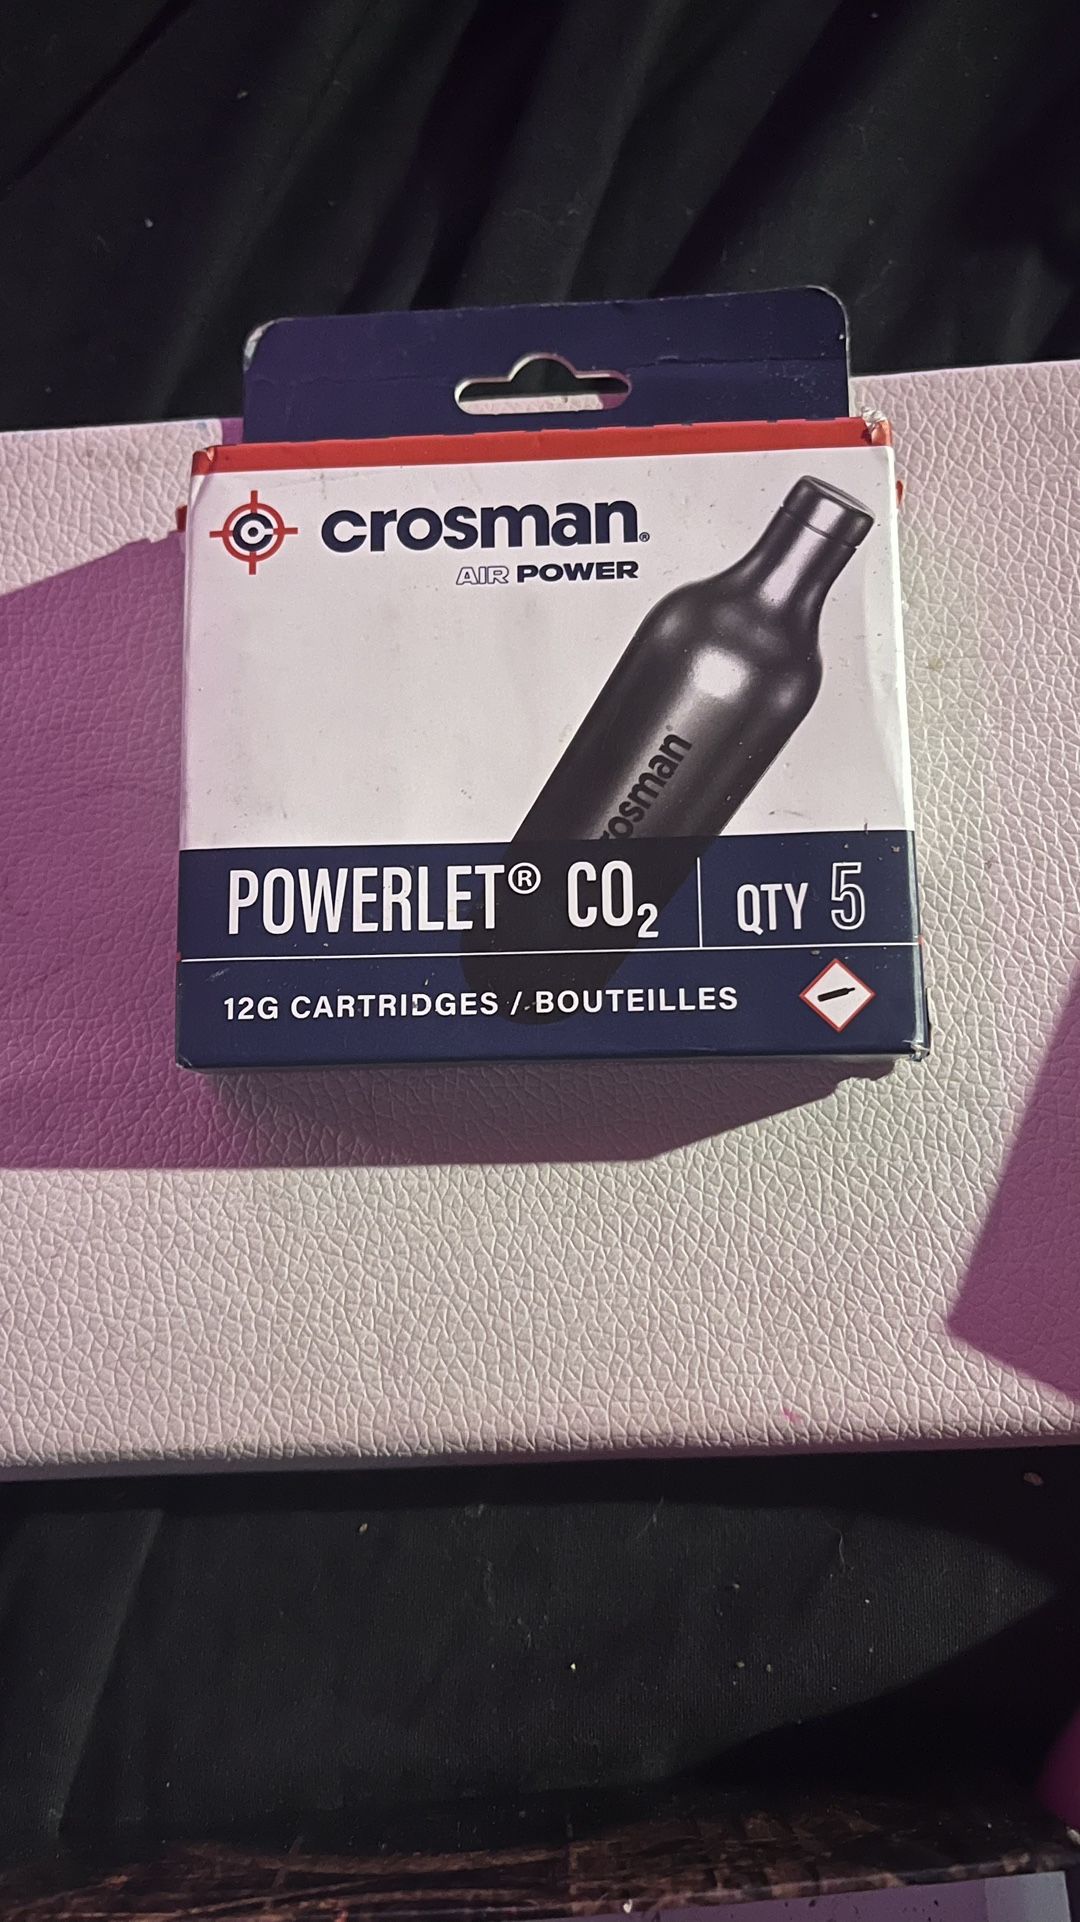 crosman®
AIR POWER
crosman®
POWERLET® CO₂ QTY 5
12G CARTRIDGES / BOUTEILLES